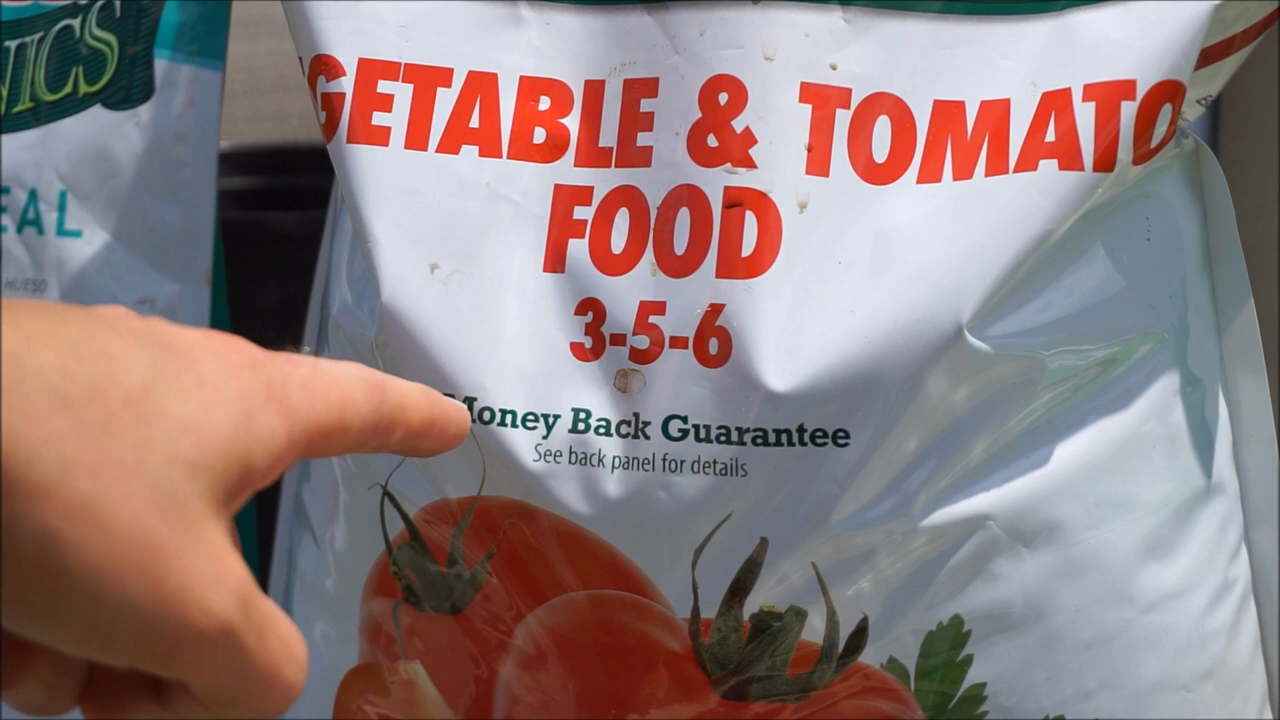 NICS
EAL
HUESO
GETABLE & TOMATO
FOOD
3-5-6
Money Back Guarantee
See back panel for details